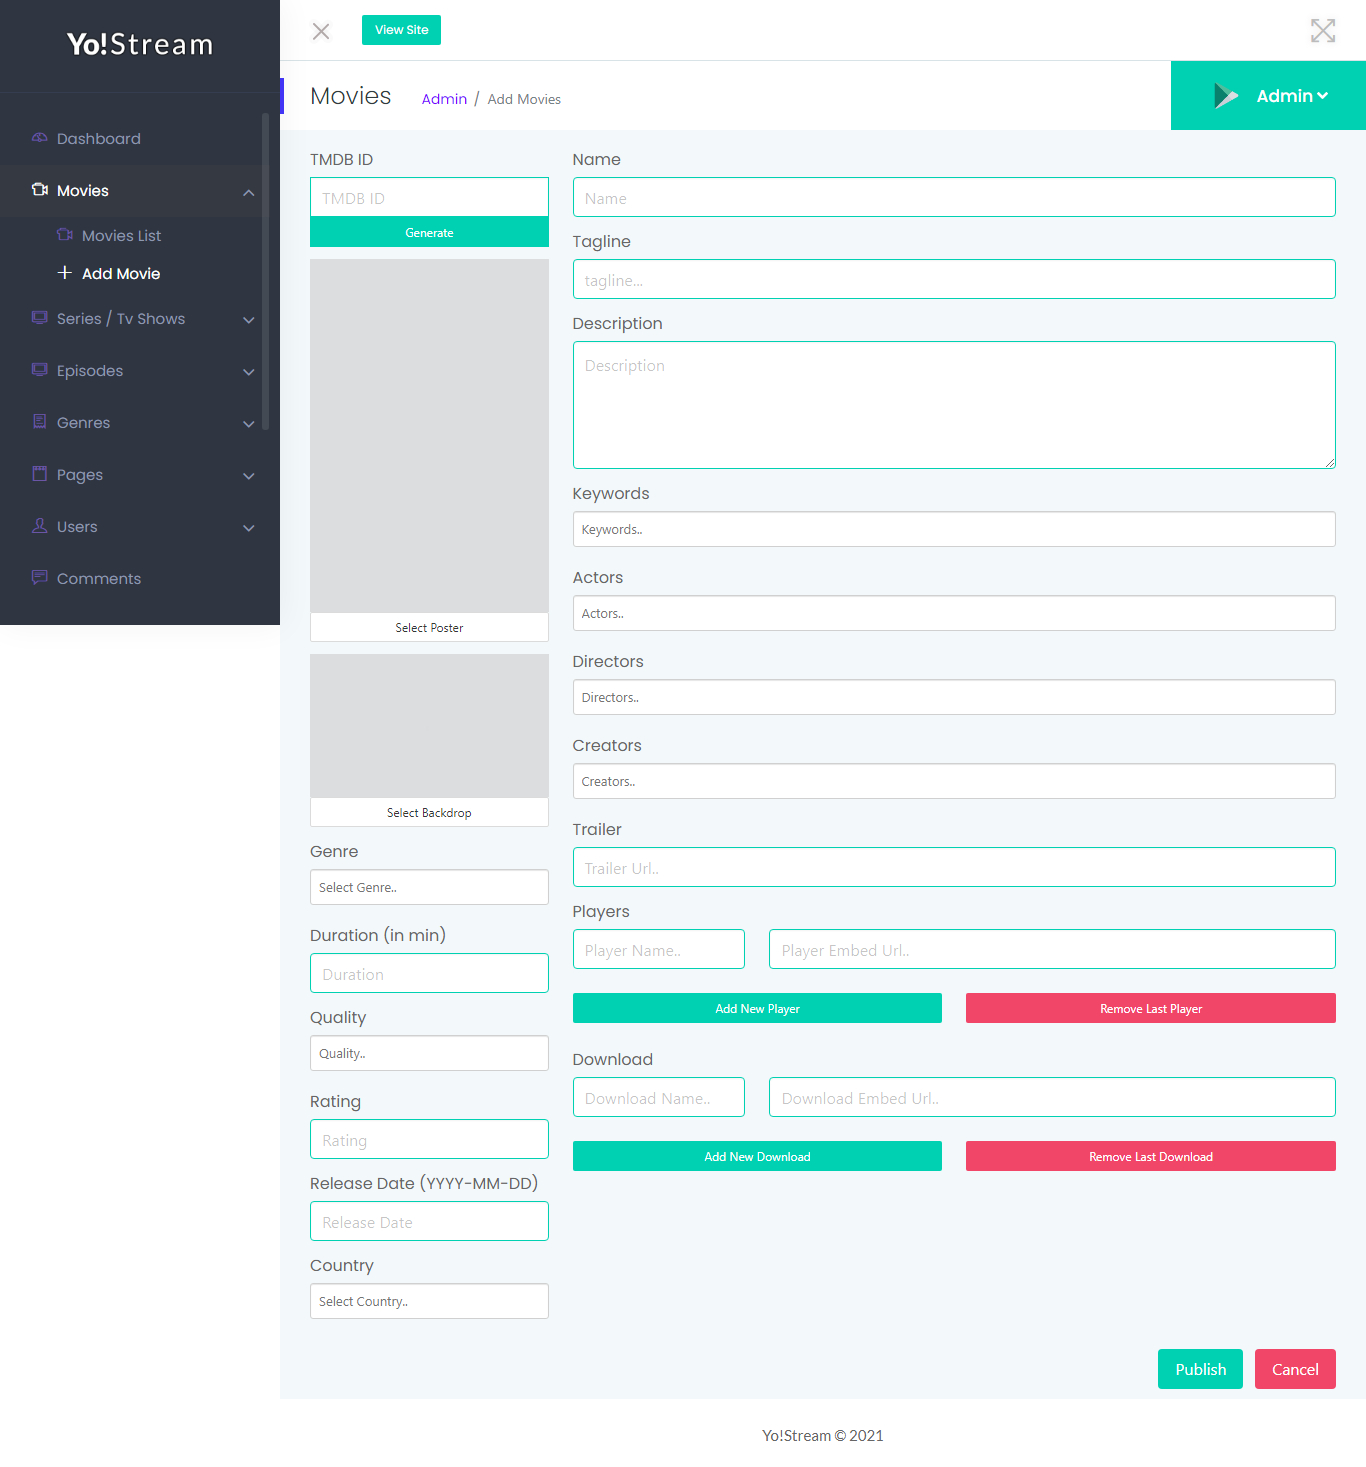 Yo!Stream
View Site
Movies
Admin / Add Movies
Admin
Dashboard
Movies
Movies List
Add Movie
Series / Tv Shows
Episodes
Genres
Pages
Users
Comments
TMDB ID
TMDB ID
Generate
Select Poster
Select Backdrop
Genre
Select Genre..
Duration (in min)
Duration
Quality
Quality..
Rating
Rating
Release Date (YYYY-MM-DD)
Release Date
Country
Select Country..
Name
Name
Tagline
tagline...
Description
Description
Keywords
Keywords..
Actors
Actors..
Directors
Directors..
Creators
Creators..
Trailer
Trailer Url..
Players
Player Name.. Player Embed Url..
Add New Player Remove Last Player
Download
Download Name.. Download Embed Url..
Add New Download Remove Last Download
Publish Cancel
Yo!Stream © 2021